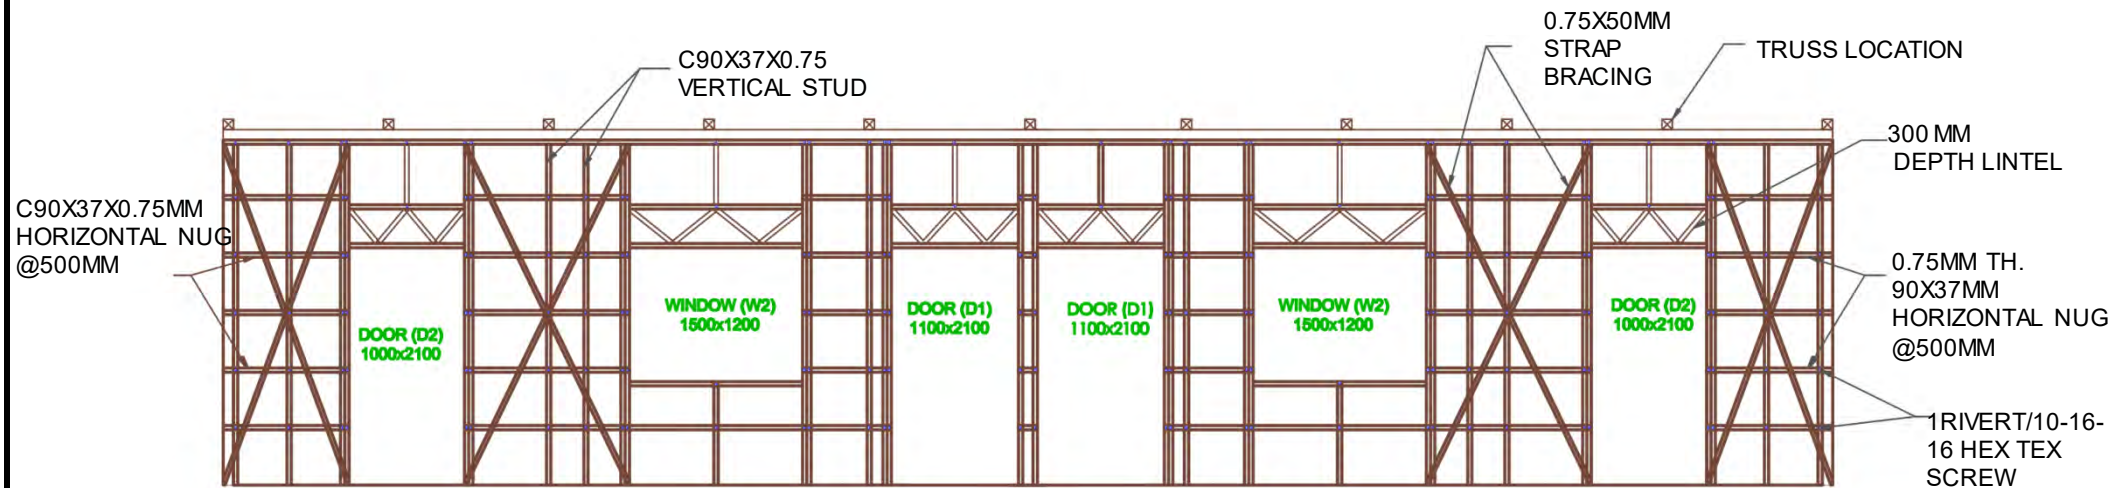 0.75X50MM
STRAP
BRACING
TRUSS LOCATION
C90X37X0.75
VERTICAL STUD
300 MM
DEPTH LINTEL
C90X37X0.75MM
HORIZONTAL NUG
@500MM
0.75MM TH.
90X37MM
HORIZONTAL NUG
@500MM
DOOR (D2)
1000x2100
WINDOW (W2)
1500x1200
DOOR (D1)
1100x2100
DOOR (D1)
1100x2100
WINDOW (W2)
1500x1200
DOOR (D2)
1000x2100
1RIVERT/10-16-
16 HEX TEX
SCREW